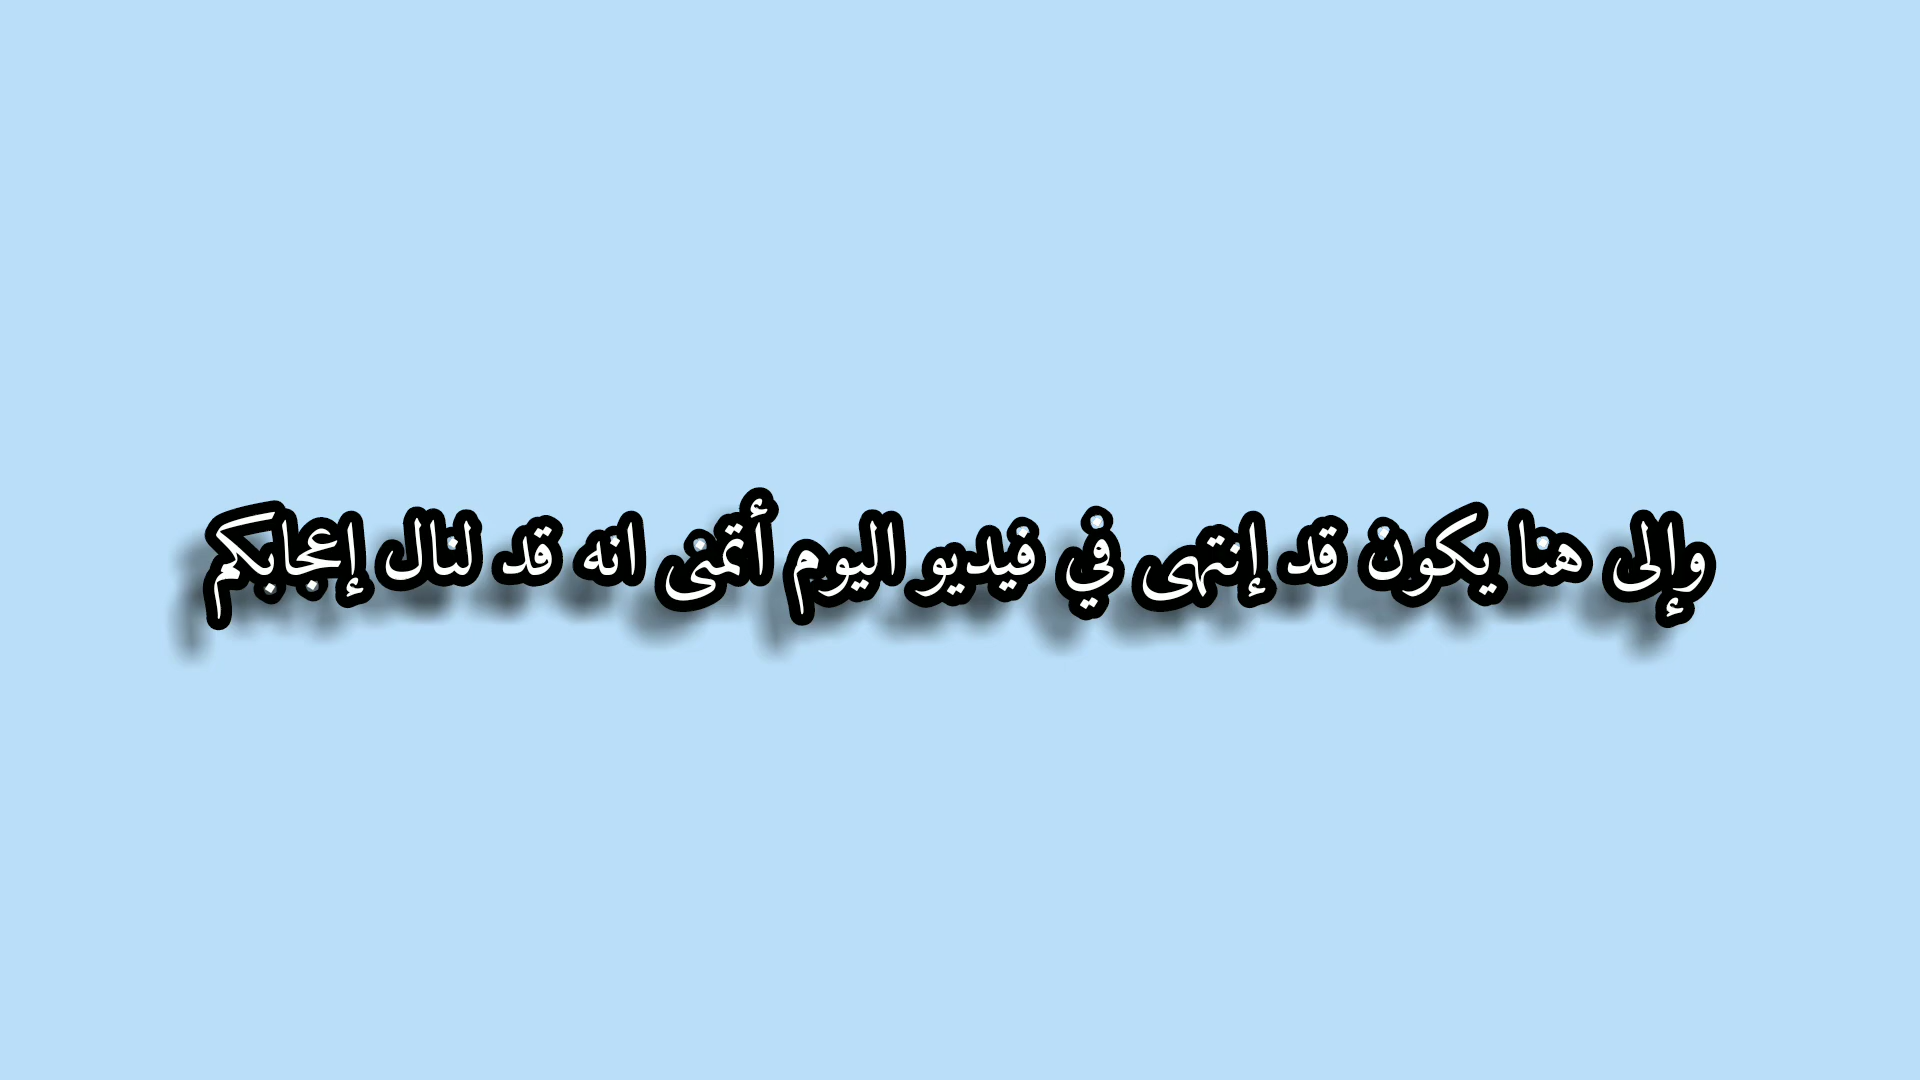 وإلى هنا يكون قد إنتهى في فيديو اليوم أتمنى انه قد لنال إعجابكم